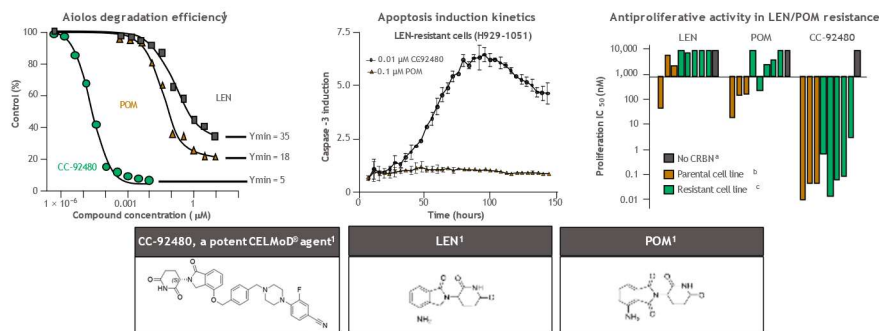 Aiolos degradation efficiency†
Control (%)
100
80
60
40
20
0
POM
LEN
CC-92480
Ymin = 35
Ymin = 18
Ymin = 5
1 × 10⁻⁶
0.001
1
Compound concentration ( µM)
Apoptosis induction kinetics
LEN-resistant cells (H929-1051)
0.01 µM CC92480
0.1 µM POM
Caspase -3 induction
7.5
5.0
2.5
0
0
50
100
150
Time (hours)
Antiproliferative activity in LEN/POM resistance
LEN
POM
CC-92480
Proliferation IC 50 (nM)
10,000
1,000
100
10
1
0.1
0.01
No CRBN a
Parental cell line b
Resistant cell line c
CC-92480, a potent CELMoD® agent¹
LEN¹
POM¹